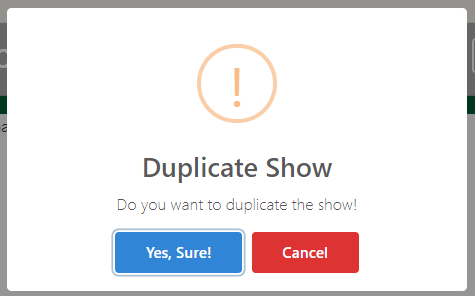 !
Duplicate Show
Do you want to duplicate the show!
Yes, Sure!
Cancel